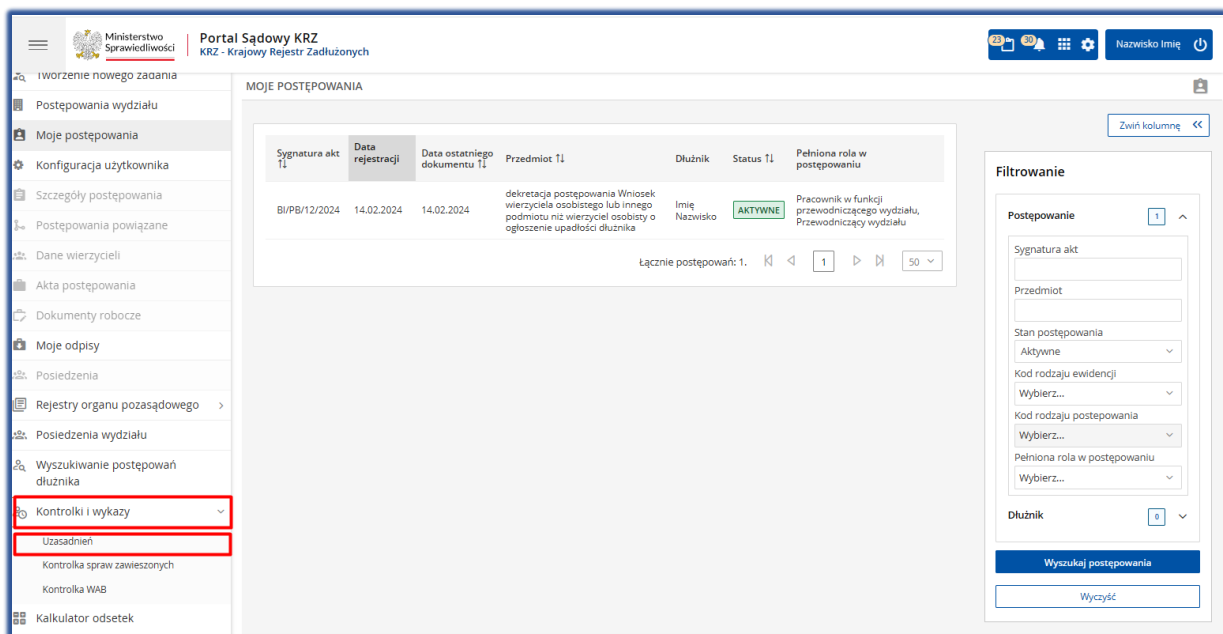 Ministerstwo
Sprawiedliwości
Portal Sądowy KRZ
KRZ - Krajowy Rejestr Zadłużonych
23
30
Nazwisko Imię
Tworzenie nowego zadania
Postępowania wydziału
Moje postępowania
Konfiguracja użytkownika
Szczegóły postępowania
Postępowania powiązane
Dane wierzycieli
Akta postępowania
Dokumenty robocze
Moje odpisy
Posiedzenia
Rejestry organu pozasądowego
Posiedzenia wydziału
Wyszukiwanie postępowań
dłużnika
Kontrolki i wykazy
Uzasadnień
Kontrolka spraw zawieszonych
Kontrolka WAB
Kalkulator odsetek
MOJE POSTĘPOWANIA
Zwiń kolumnę
Sygnatura akt
Data
rejestracji
Data ostatniego
dokumentu
Przedmiot
Dłużnik
Status
Pełniona rola w
postępowaniu
BI/PB/12/2024
14.02.2024
14.02.2024
dekretacja postępowania Wniosek
wierzyciela osobistego lub innego
podmiotu niż wierzyciel osobisty o
ogłoszenie upadłości dłużnika
Imię
Nazwisko
AKTYWNE
Pracownik w funkcji
przewodniczącego wydziału,
Przewodniczący wydziału
Łącznie postępowań: 1.
1
50
Filtrowanie
Postępowanie
1
Sygnatura akt
Przedmiot
Stan postępowania
Aktywne
Kod rodzaju ewidencji
Wybierz...
Kod rodzaju postepowania
Wybierz...
Pełniona rola w postępowaniu
Wybierz...
Dłużnik
0
Wyszukaj postępowania
Wyczyść